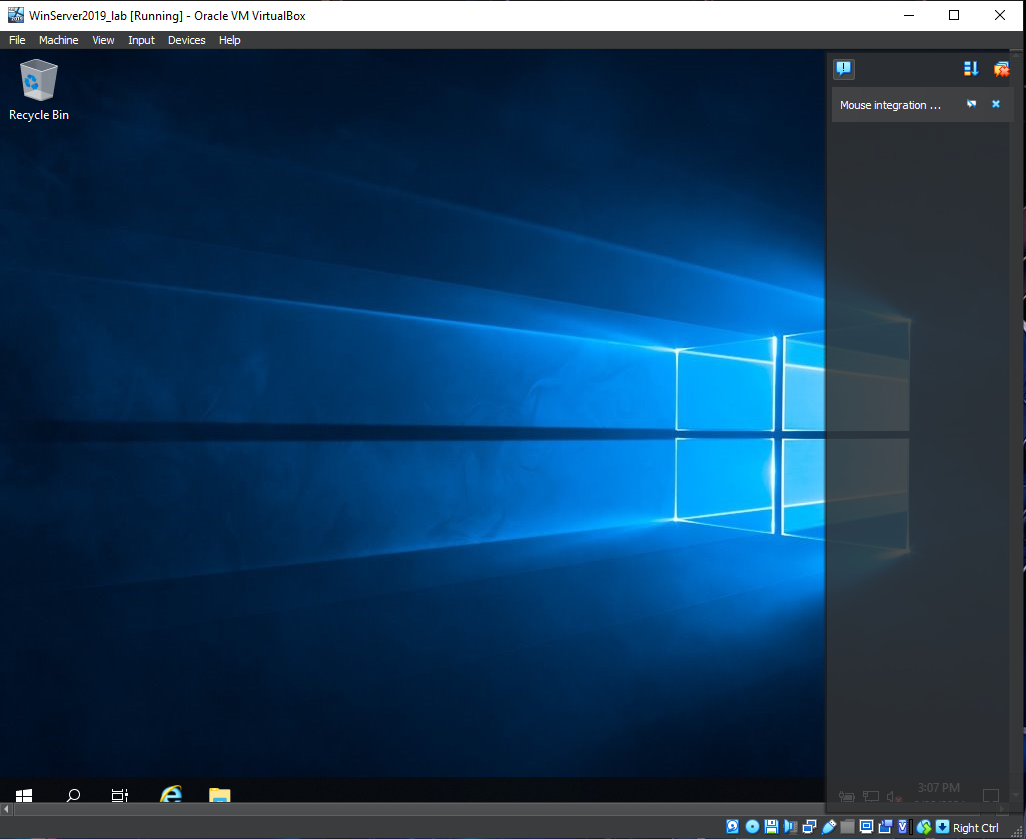 WinServer2019_lab [Running] - Oracle VM VirtualBox
File Machine View Input Devices Help
Recycle Bin
Mouse integration ...
3:07 PM
Right Ctrl